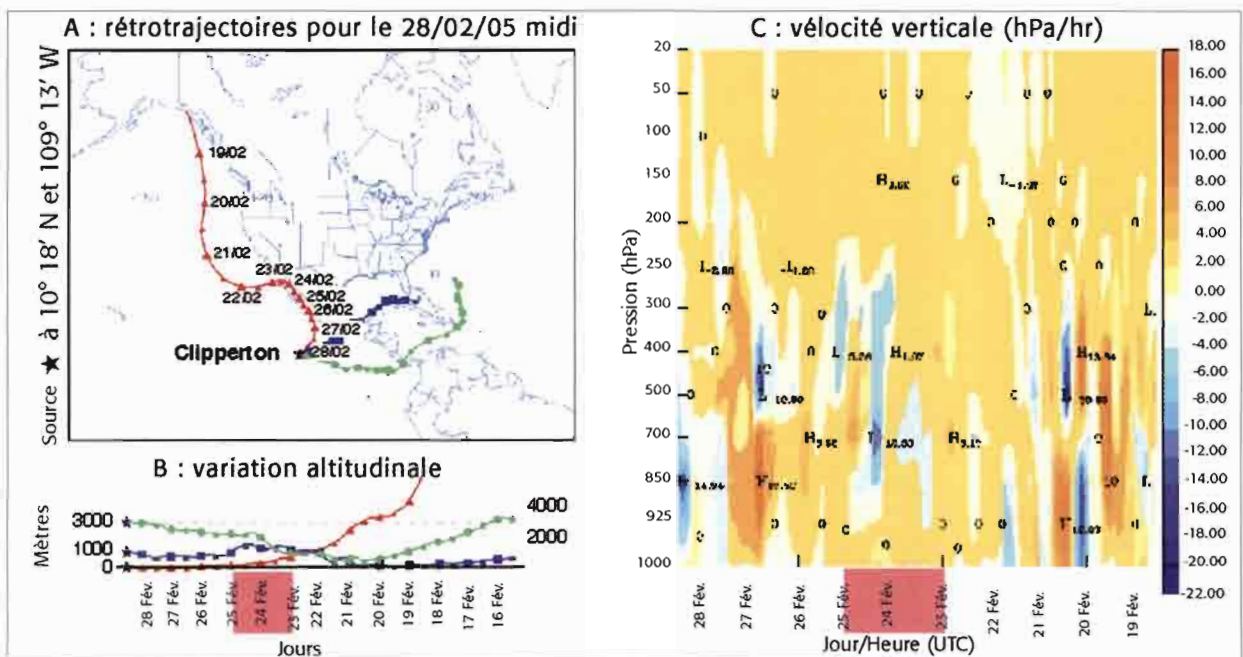 A : rétrotrajectoires pour le 28/02/05 midi
Source ★ à 10° 18' N et 109° 13' W
19/02
20/02
21/02
22/02
23/02
24/02
25/02
26/02
27/02
28/02
Clipperton
B : variation altitudinale
Mètres
3000
1000
0
4000
2000
28 Fév.
27 Fév.
26 Fév.
25 Fév.
24 Fév.
23 Fév.
22 Fév.
21 Fév.
20 Fév.
19 Fév.
18 Fév.
17 Fév.
16 Fév.
Jours
C : vélocité verticale (hPa/hr)
Pression (hPa)
20
50
100
150
200
250
300
400
500
700
850
925
1000
28 Fév.
27 Fév.
26 Fév.
25 Fév.
24 Fév.
23 Fév.
22 Fév.
21 Fév.
20 Fév.
19 Fév.
Jour/Heure (UTC)
18.00
16.00
14.00
12.00
10.00
8.00
6.00
4.00
2.00
0.00
-2.00
-4.00
-6.00
-8.00
-10.00
-12.00
-14.00
-16.00
-18.00
-20.00
-22.00